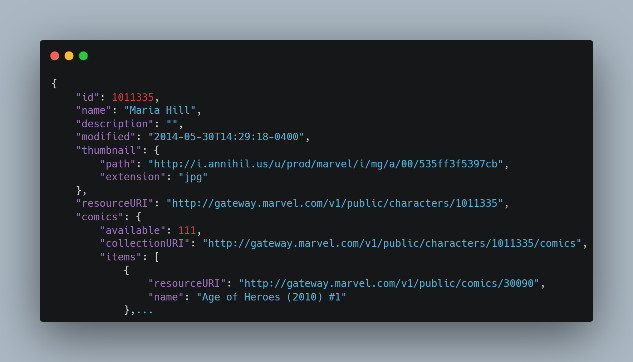 {
    "id": 1011335,
    "name": "Maria Hill",
    "description": "",
    "modified": "2014-05-30T14:29:18-0400",
    "thumbnail": {
        "path": "http://i.annihil.us/u/prod/marvel/i/mg/a/00/535ff3f5397cb",
        "extension": "jpg"
    },
    "resourceURI": "http://gateway.marvel.com/v1/public/characters/1011335",
    "comics": {
        "available": 111,
        "collectionURI": "http://gateway.marvel.com/v1/public/characters/1011335/comics",
        "items": [
            {
                "resourceURI": "http://gateway.marvel.com/v1/public/comics/30090",
                "name": "Age of Heroes (2010) #1"
            },...